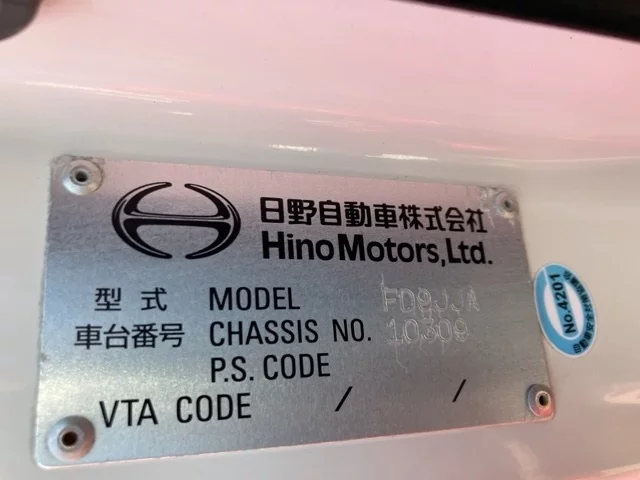 日野自動車株式会社
Hino Motors, Ltd.
型式 MODEL FD9JJA
車台番号 CHASSIS NO. 10309
P.S. CODE
VTA CODE / /
No.4201